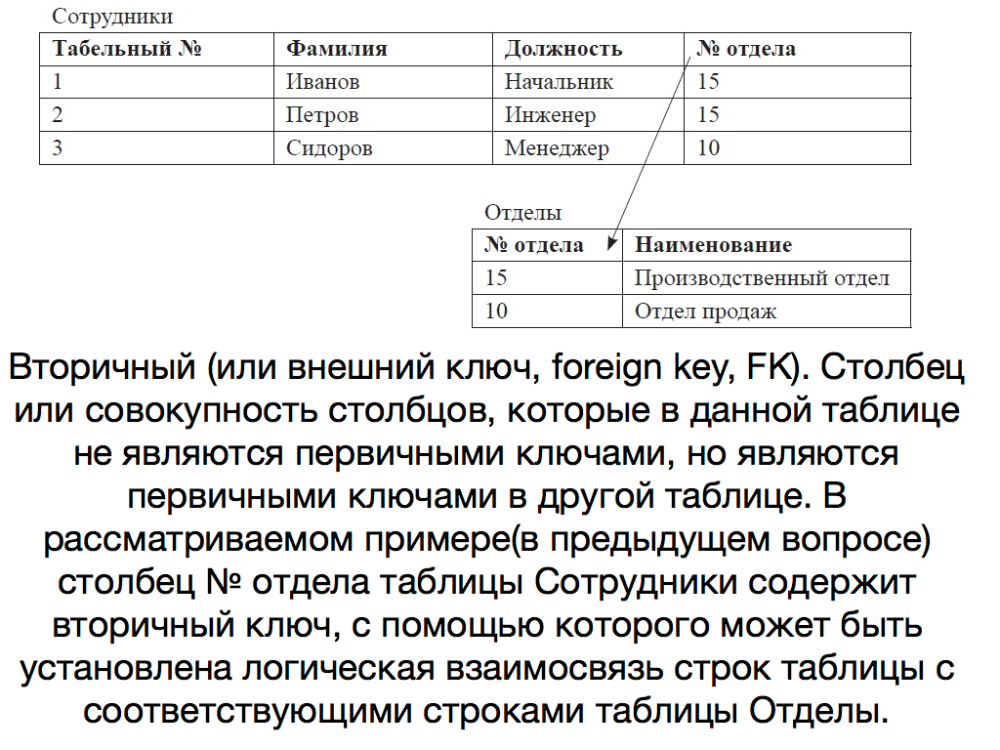 Сотрудники
Табельный № Фамилия Должность № отдела
1 Иванов Начальник 15
2 Петров Инженер 15
3 Сидоров Менеджер 10
Отделы
№ отдела Наименование
15 Производственный отдел
10 Отдел продаж
Вторичный (или внешний ключ, foreign key, FK). Столбец
или совокупность столбцов, которые в данной таблице
не являются первичными ключами, но являются
первичными ключами в другой таблице. В
рассматриваемом примере(в предыдущем вопросе)
столбец № отдела таблицы Сотрудники содержит
вторичный ключ, с помощью которого может быть
установлена логическая взаимосвязь строк таблицы с
соответствующими строками таблицы Отделы.